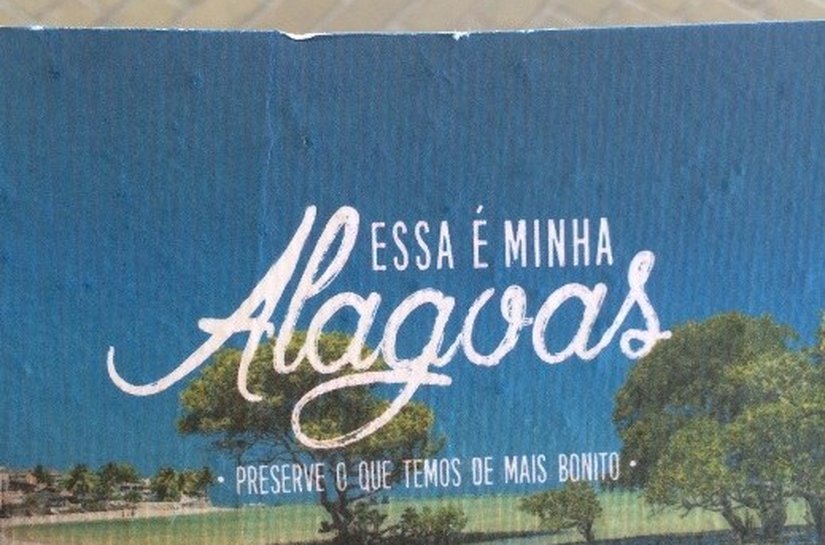 ESSA É MINHA
Alagoas
• PRESERVE O QUE TEMOS DE MAIS BONITO •